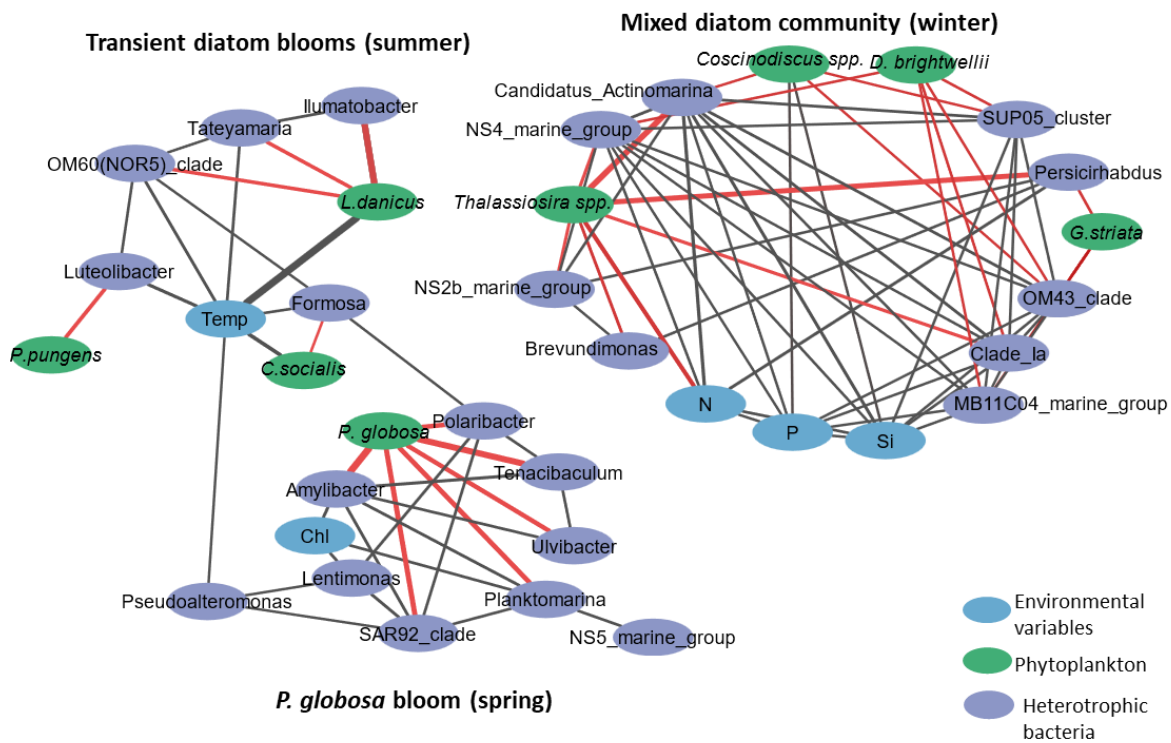 Transient diatom blooms (summer)
Ilumatobacter
Tateyamaria
OM60(NOR5)_clade
L.danicus
Luteolibacter
Temp
Formosa
P.pungens
C.socialis
Mixed diatom community (winter)
Coscinodiscus spp.
D. brightwellii
Candidatus_Actinomarina
NS4_marine_group
SUP05_cluster
Persicirhabdus
Thalassiosira spp.
G.striata
NS2b_marine_group
OM43_clade
Brevundimonas
Clade_Ia
N
MB11C04_marine_group
P
Si
P. globosa
Polaribacter
Tenacibaculum
Amylibacter
Chl
Ulvibacter
Lentimonas
Pseudoalteromonas
Planktomarina
SAR92_clade
NS5_marine_group
P. globosa bloom (spring)
Environmental
variables
Phytoplankton
Heterotrophic
bacteria